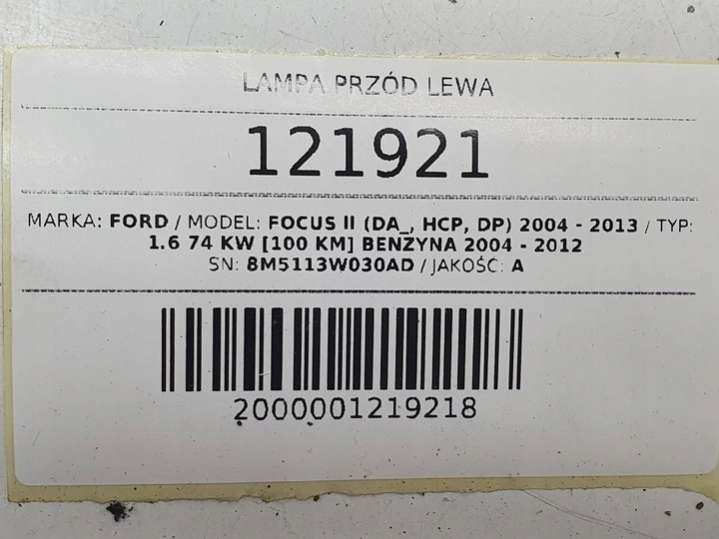 LAMPA PRZÓD LEWA
121921
MARKA: FORD / MODEL: FOCUS II (DA_, HCP, DP) 2004 - 2013 / TYP:
1.6 74 KW [100 KM] BENZYNA 2004 - 2012
SN: 8M5113W030AD / JAKOŚĆ: A
2000001219218